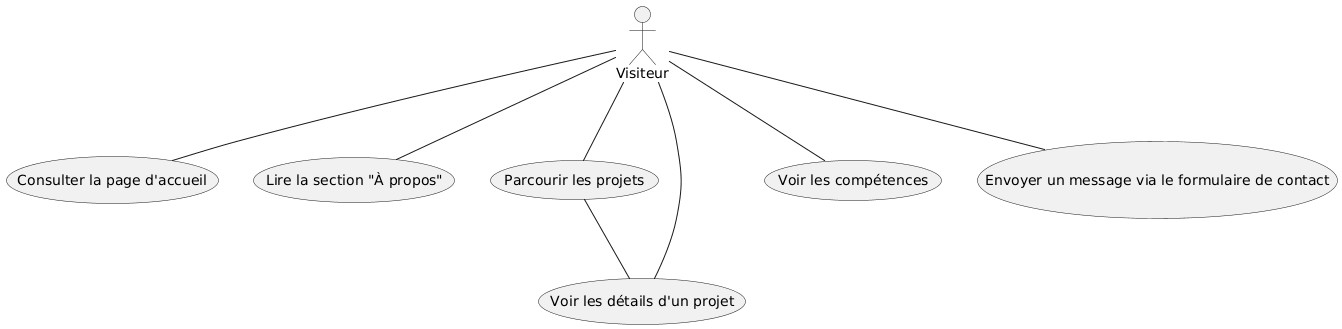 Visiteur
Consulter la page d'accueil
Lire la section "À propos"
Parcourir les projets
Voir les compétences
Envoyer un message via le formulaire de contact
Voir les détails d'un projet